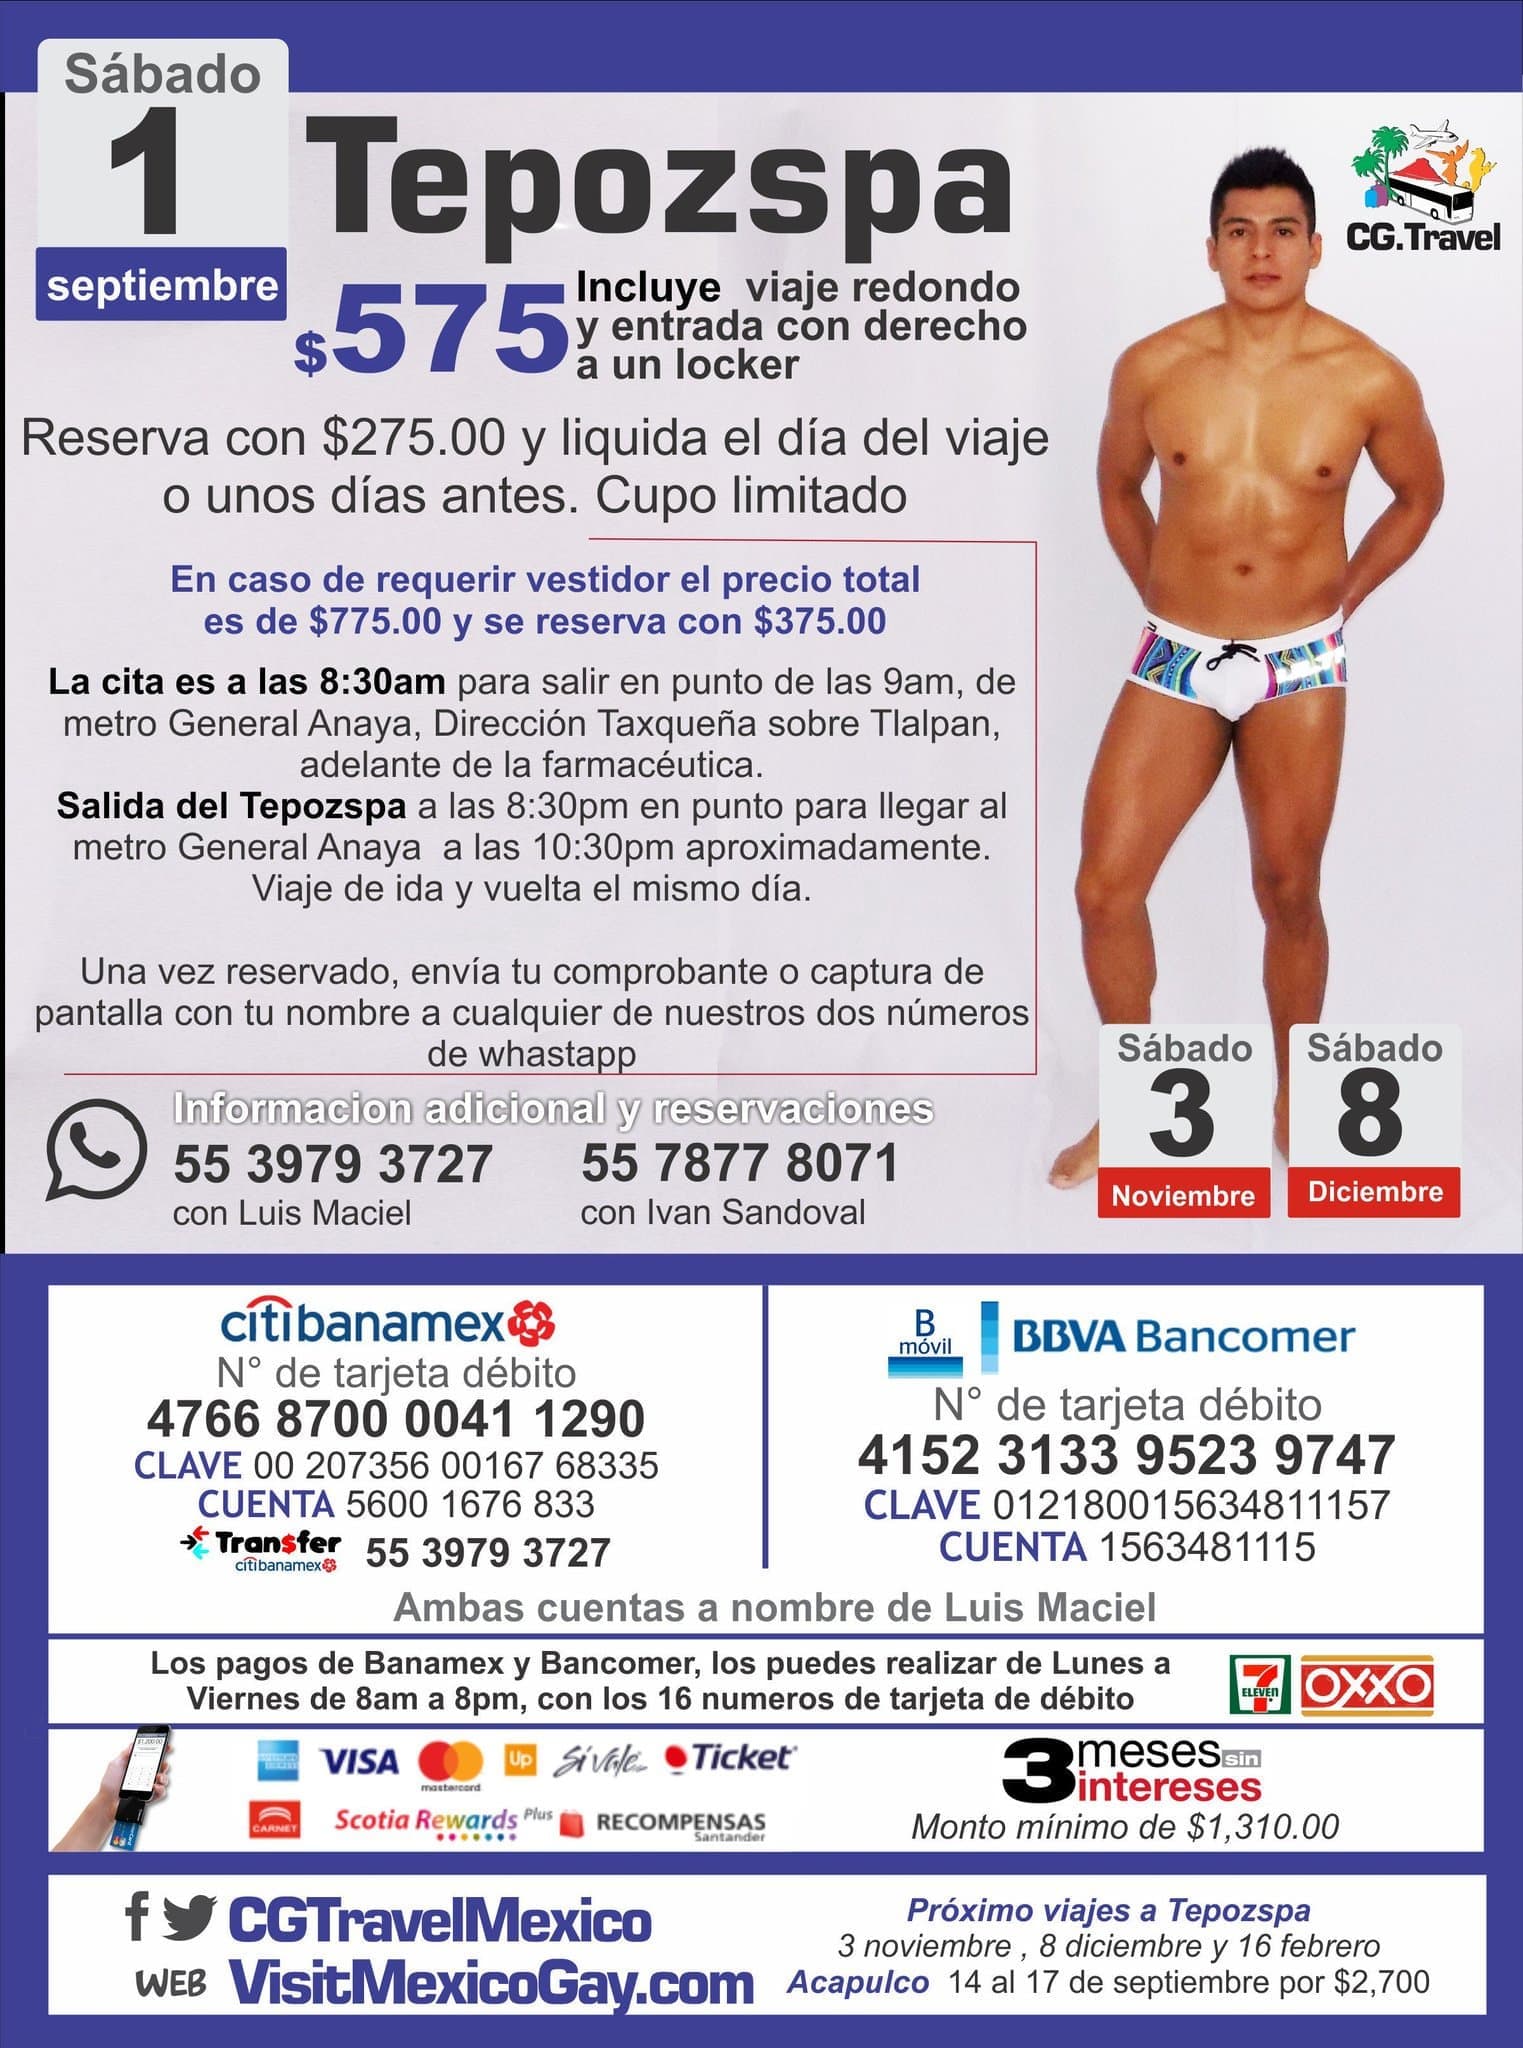 Sábado
1
septiembre
Tepozspa
CG.Travel
$575
Incluye viaje redondo
y entrada con derecho
a un locker
Reserva con $275.00 y liquida el día del viaje
o unos días antes. Cupo limitado
En caso de requerir vestidor el precio total
es de $775.00 y se reserva con $375.00
La cita es a las 8:30am para salir en punto de las 9am, de
metro General Anaya, Dirección Taxqueña sobre Tlalpan,
adelante de la farmacéutica.
Salida del Tepozspa a las 8:30pm en punto para llegar al
metro General Anaya a las 10:30pm aproximadamente.
Viaje de ida y vuelta el mismo día.
Una vez reservado, envía tu comprobante o captura de
pantalla con tu nombre a cualquier de nuestros dos números
de whastapp
Informacion adicional y reservaciones
55 3979 3727
con Luis Maciel
55 7877 8071
con Ivan Sandoval
Sábado
3
Noviembre
Sábado
8
Diciembre
citibanamex
N° de tarjeta débito
4766 8700 0041 1290
CLAVE 00 207356 00167 68335
CUENTA 5600 1676 833
Transfer
citibanamex
55 3979 3727
B
móvil
BBVA Bancomer
N° de tarjeta débito
4152 3133 9523 9747
CLAVE 012180015634811157
CUENTA 1563481115
Ambas cuentas a nombre de Luis Maciel
Los pagos de Banamex y Bancomer, los puedes realizar de Lunes a
Viernes de 8am a 8pm, con los 16 numeros de tarjeta de débito
7 ELEVEN
OXXO
VISA
mastercard
Up
Sí Vale
Ticket
CARNET
Scotia Rewards Plus
RECOMPENSAS
Santander
3 meses sin
intereses
Monto mínimo de $1,310.00
CGTravelMexico
WEB VisitMexicoGay.com
Próximo viajes a Tepozspa
3 noviembre , 8 diciembre y 16 febrero
Acapulco 14 al 17 de septiembre por $2,700